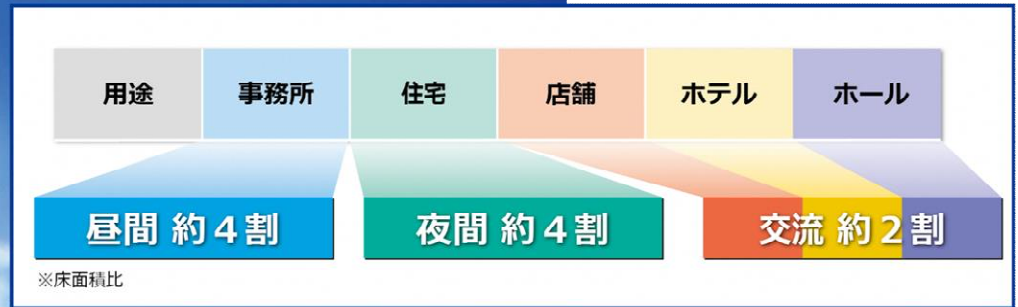 用途 事務所 住宅 店舗 ホテル ホール
昼間 約4割 夜間 約4割 交流 約2割
※床面積比